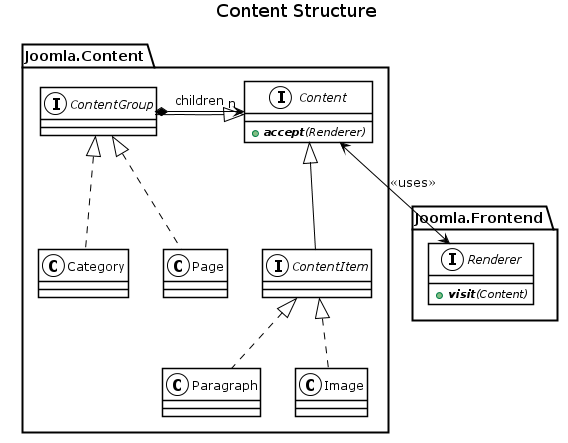 Content Structure
Joomla.Content
I ContentGroup
children
n
I Content
accept(Renderer)
«uses»
Joomla.Frontend
C Category
C Page
I ContentItem
I Renderer
visit(Content)
C Paragraph
C Image